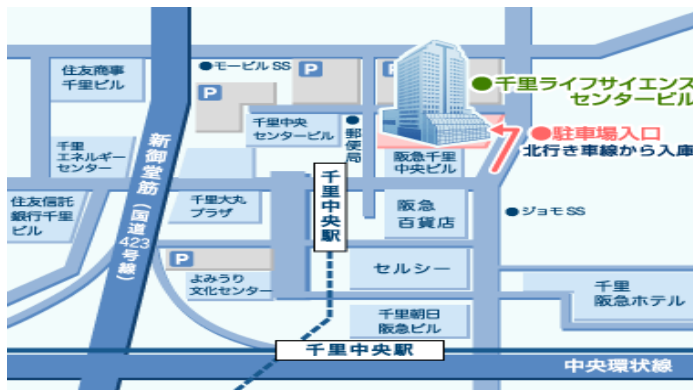 住友商事
千里ビル
●モービルSS
P
P
P
●千里ライフサイエンス
センタービル
千里中央
センタービル
●郵便局
●駐車場入口
北行き車線から入庫
新御堂筋（国道423号線）
千里
エネルギー
センター
阪急千里
中央ビル
千里中央駅
住友信託
銀行千里
ビル
千里大丸
プラザ
阪急
百貨店
●ジョモSS
P
よみうり
文化センター
セルシー
千里
阪急ホテル
千里朝日
阪急ビル
千里中央駅
中央環状線